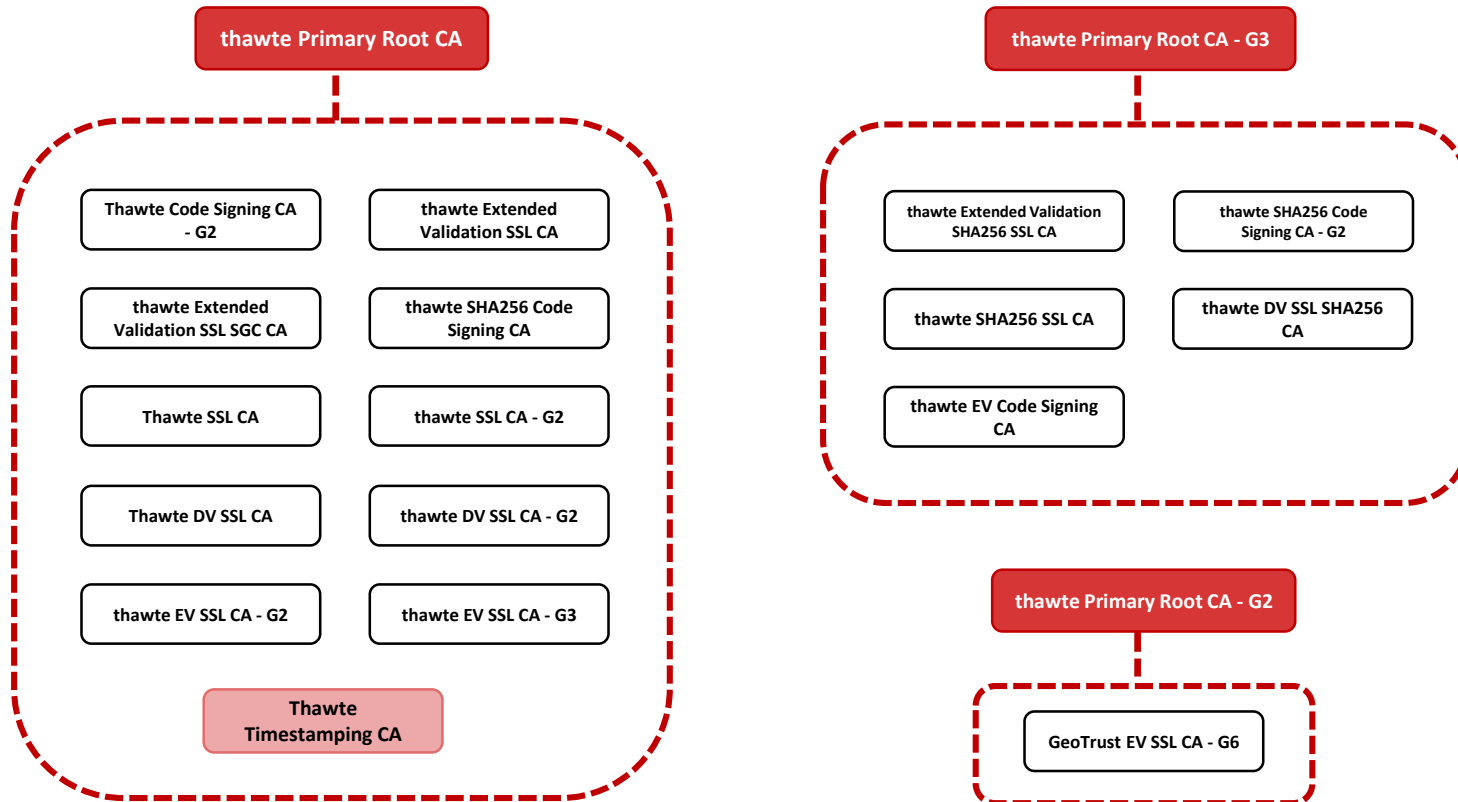 thawte Primary Root CA
Thawte Code Signing CA
- G2
thawte Extended
Validation SSL CA
thawte Extended
Validation SSL SGC CA
thawte SHA256 Code
Signing CA
Thawte SSL CA
thawte SSL CA - G2
Thawte DV SSL CA
thawte DV SSL CA - G2
thawte EV SSL CA - G2
thawte EV SSL CA - G3
Thawte
Timestamping CA
thawte Primary Root CA - G3
thawte Extended Validation
SHA256 SSL CA
thawte SHA256 Code
Signing CA - G2
thawte SHA256 SSL CA
thawte DV SSL SHA256
CA
thawte EV Code Signing
CA
thawte Primary Root CA - G2
GeoTrust EV SSL CA - G6